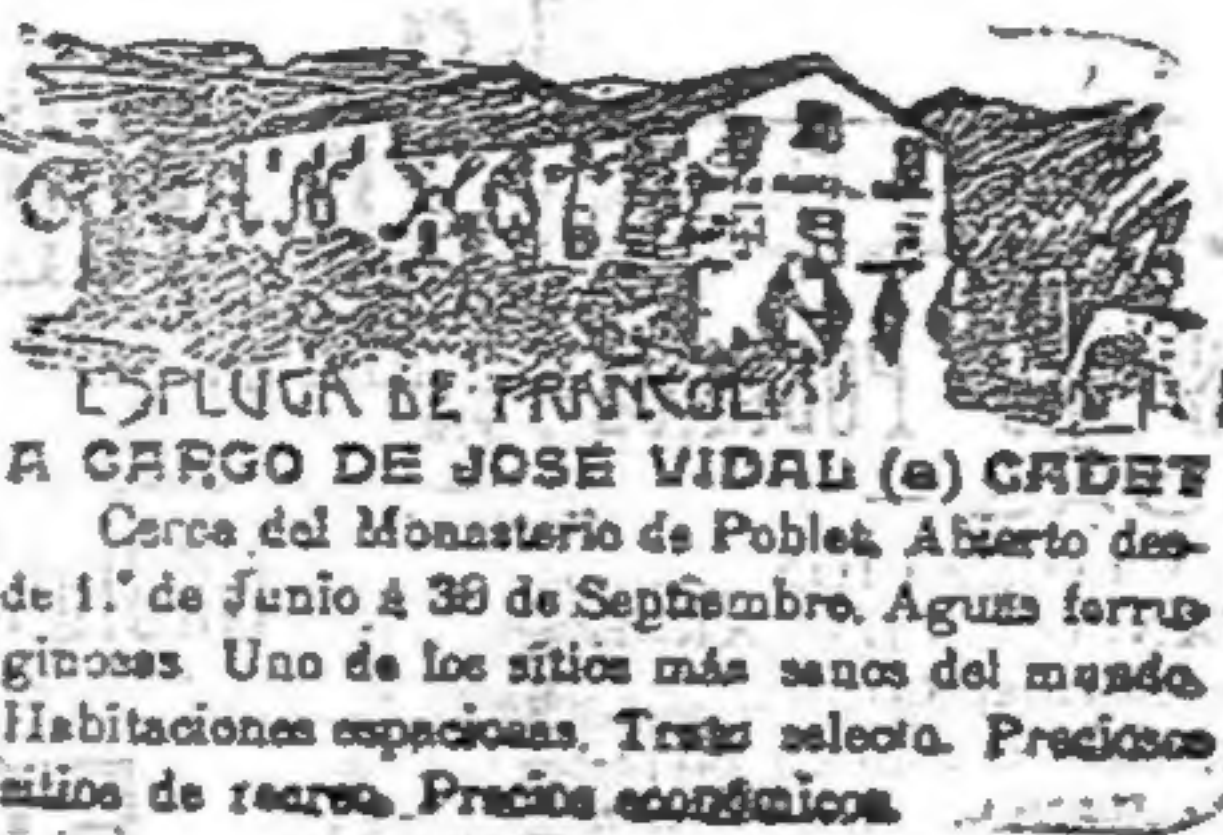 ESPLUGA DE FRANCOLI
A CARGO DE JOSÉ VIDAL (a) CADET
Cerca del Monasterio de Poblet. Abierto des-
de 1.º de Junio á 30 de Septiembre. Aguas ferru-
ginosas. Uno de los sítios más sanos del mundo.
Habitaciones espaciosas. Trato selecto. Preciosos
sitios de recreo. Precios económicos.